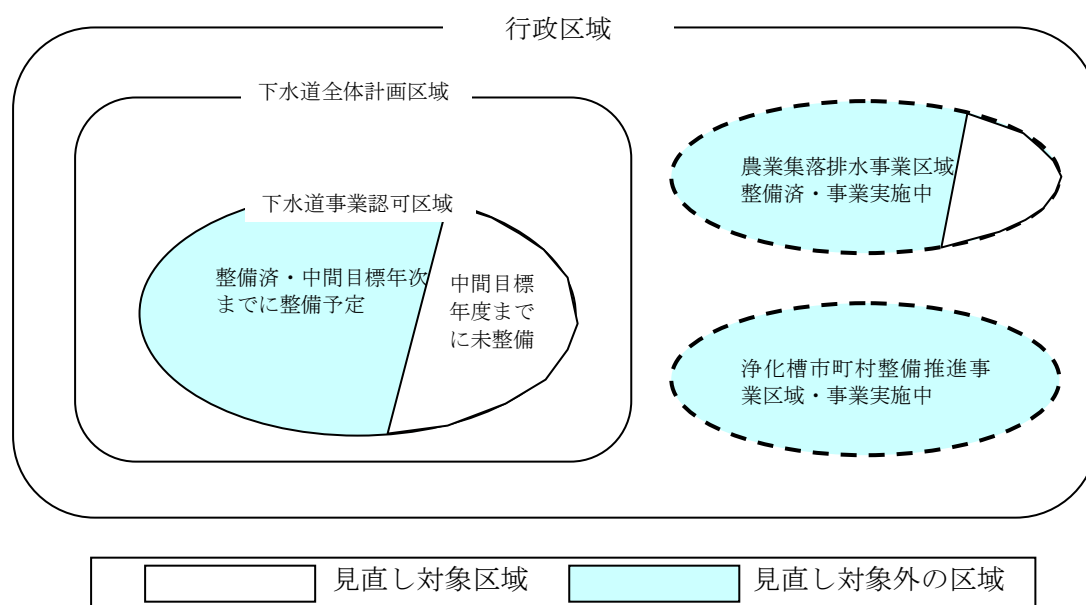 行政区域
下水道全体計画区域
下水道事業認可区域
整備済・中間目標年次
までに整備予定
中間目標
年度まで
に未整備
農業集落排水事業区域
整備済・事業実施中
浄化槽市町村整備推進事
業区域・事業実施中
見直し対象区域
見直し対象外の区域